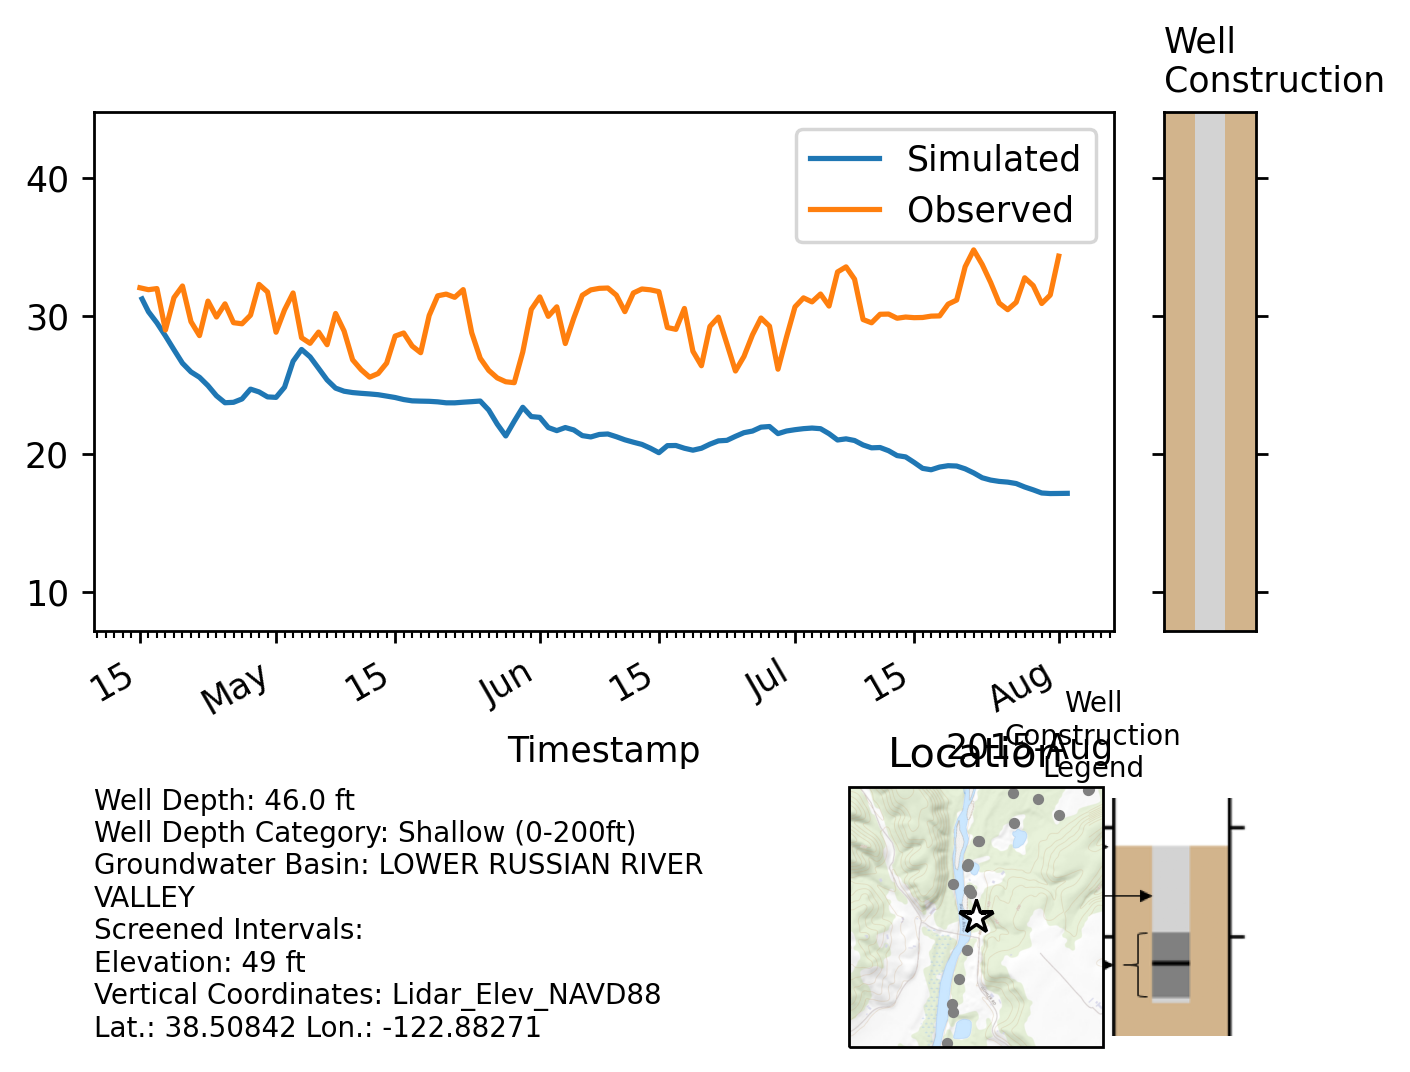 Well
Construction
40
30
20
10
Simulated
Observed
15
May
15
Jun
15
Jul
15
Aug
Timestamp
2015-Aug
Location
Well
Construction
Legend
Well Depth: 46.0 ft
Well Depth Category: Shallow (0-200ft)
Groundwater Basin: LOWER RUSSIAN RIVER
VALLEY
Screened Intervals:
Elevation: 49 ft
Vertical Coordinates: Lidar_Elev_NAVD88
Lat.: 38.50842 Lon.: -122.88271